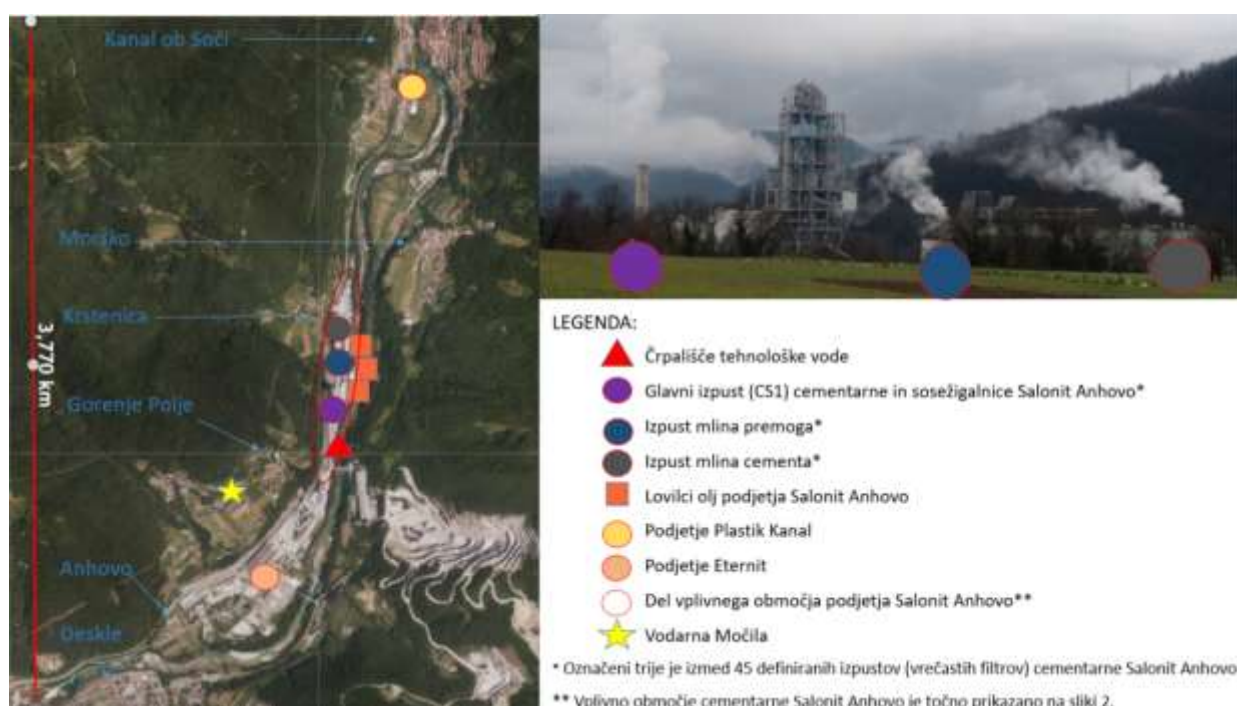 Kanal ob Soči
Morsko
Krstenica
3,770 km
Gorenje Polje
Anhovo
Deskle
LEGENDA:
Črpališče tehnološke vode
Glavni izpust (CS1) cementarne in sosežigalnice Salonit Anhovo*
Izpust mlina premoga*
Izpust mlina cementa*
Lovilci olj podjetja Salonit Anhovo
Podjetje Plastik Kanal
Podjetje Eternit
Del vplivnega območja podjetja Salonit Anhovo**
Vodarna Močila
* Označeni trije je izmed 45 definiranih izpustov (vrečastih filtrov) cementarne Salonit Anhovo
** Vplivno območje cementarne Salonit Anhovo je točno prikazano na sliki 2.